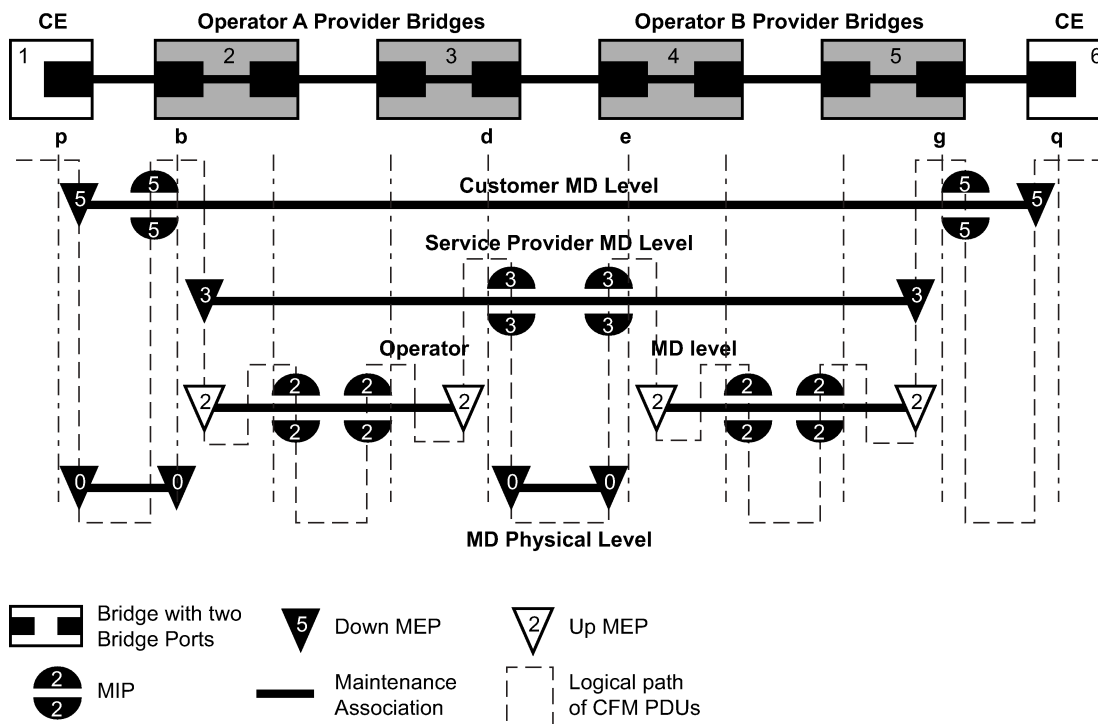 CE Operator A Provider Bridges Operator B Provider Bridges CE
1 2 3 4 5 6
p b d e g q
5 5 5 5
Customer MD Level
5 5
Service Provider MD Level
3 3 3 3
3 3
Operator MD level
2 2 2 2 2 2 2 2
2 2 2 2
0 0 0 0
MD Physical Level
Bridge with two
Bridge Ports
5 Down MEP
2 Up MEP
2
2
MIP
Maintenance
Association
Logical path
of CFM PDUs